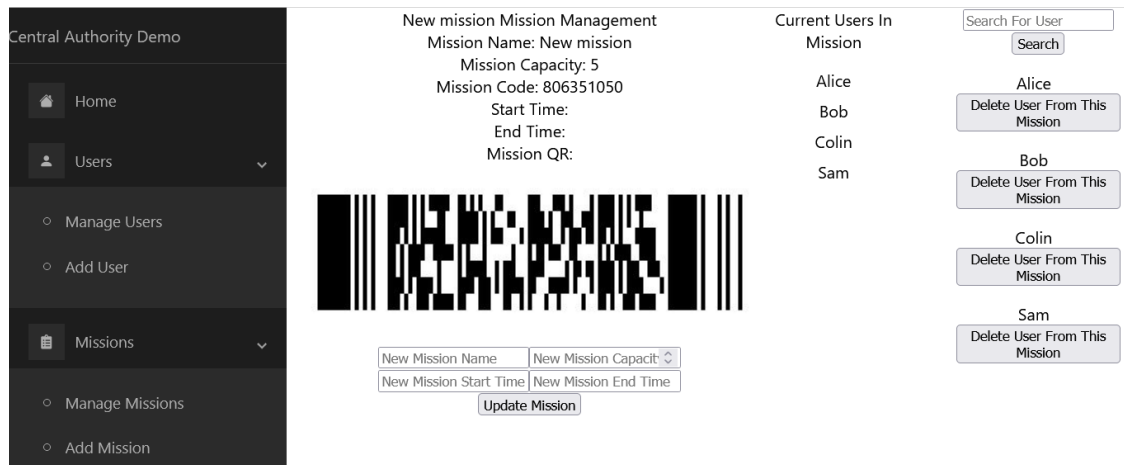 Central Authority Demo
Home
Users
Manage Users
Add User
Missions
Manage Missions
Add Mission
New mission Mission Management
Mission Name: New mission
Mission Capacity: 5
Mission Code: 806351050
Start Time:
End Time:
Mission QR:
New Mission Name
New Mission Capacit
New Mission Start Time
New Mission End Time
Update Mission
Current Users In
Mission
Alice
Bob
Colin
Sam
Search For User
Search
Alice
Delete User From This
Mission
Bob
Delete User From This
Mission
Colin
Delete User From This
Mission
Sam
Delete User From This
Mission